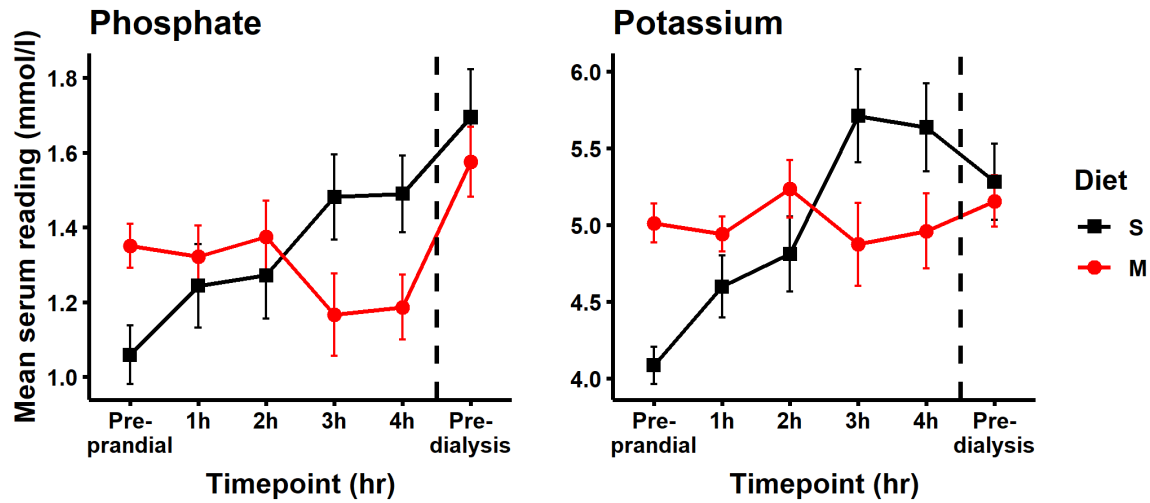 Phosphate
Mean serum reading (mmol/l)
1.8
1.6
1.4
1.2
1.0
Pre-
prandial
1h
2h
3h
4h
Pre-
dialysis
Timepoint (hr)
Potassium
6.0
5.5
5.0
4.5
4.0
Pre-
prandial
1h
2h
3h
4h
Pre-
dialysis
Timepoint (hr)
Diet
S
M